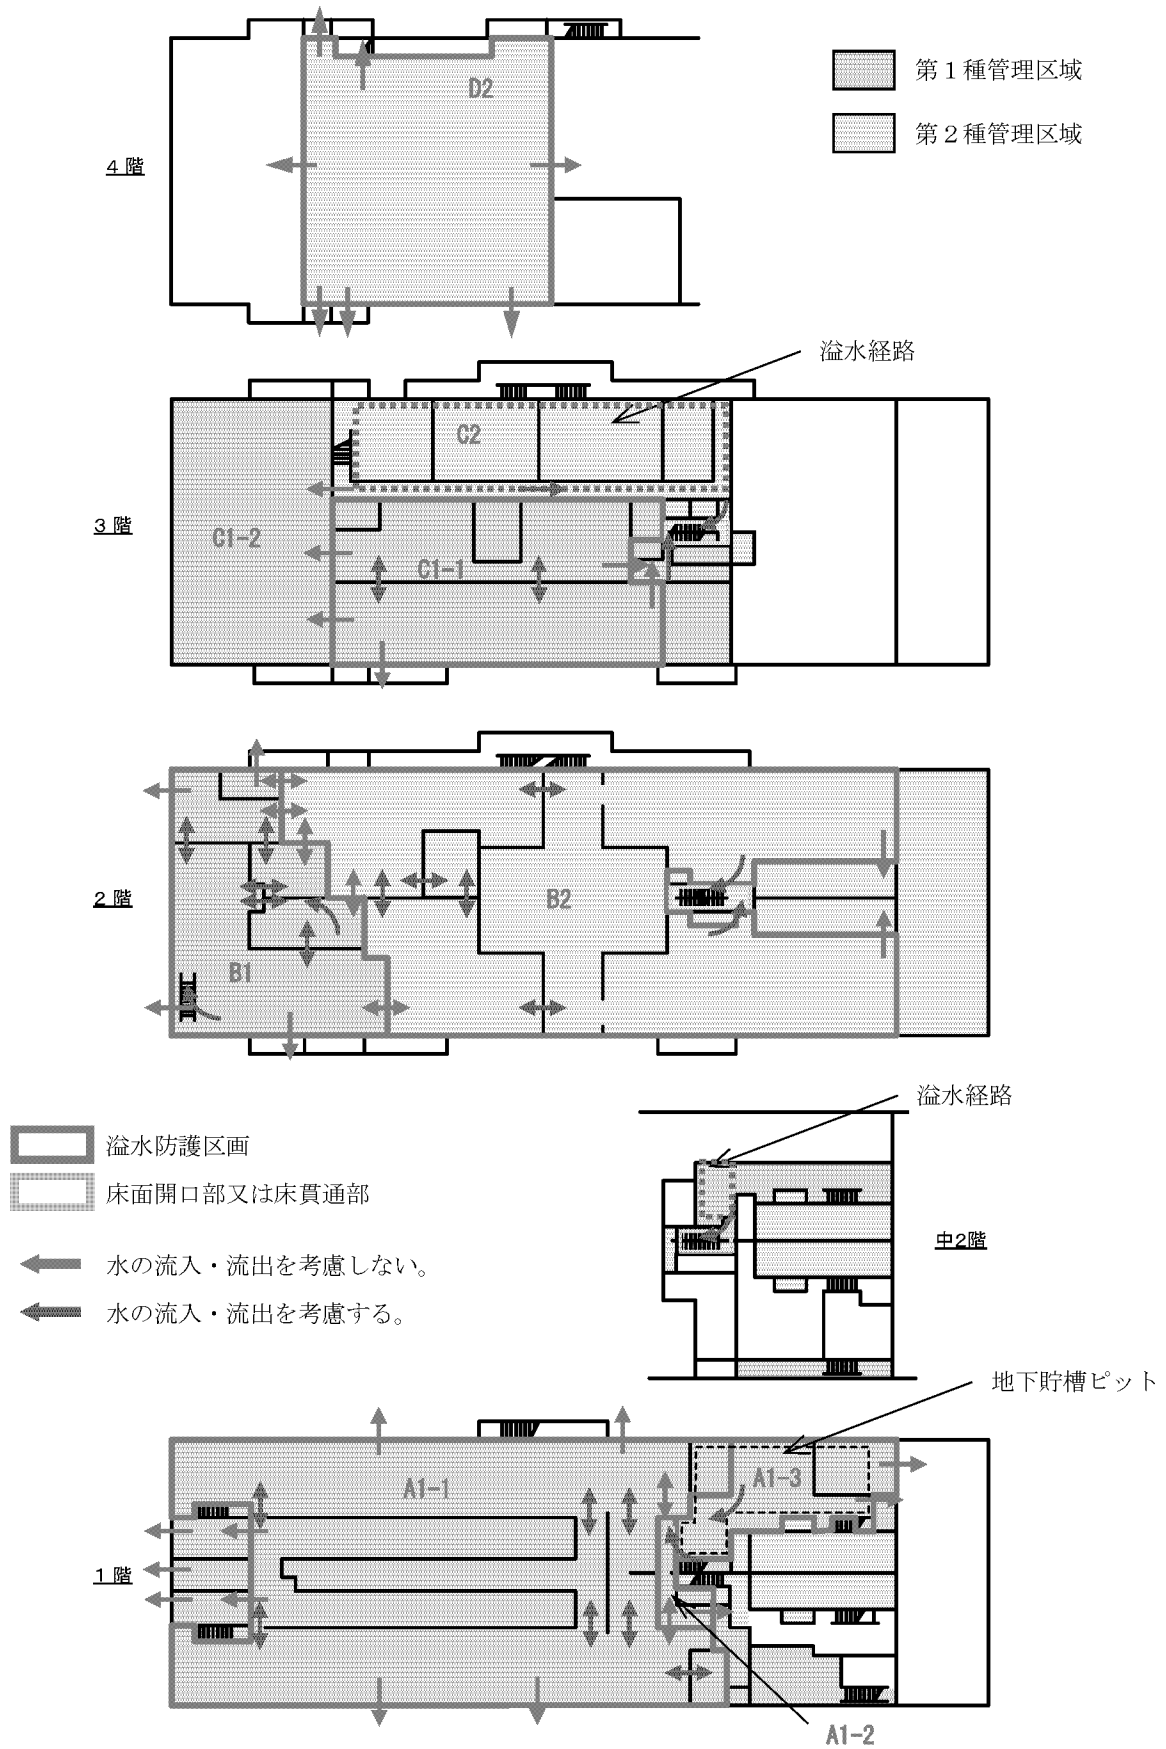 第１種管理区域
D2
第２種管理区域
４階
溢水経路
C2
３階
C1-2
C1-1
２階
B2
B1
溢水経路
溢水防護区画
床面開口部又は床貫通部
中2階
水の流入・流出を考慮しない。
水の流入・流出を考慮する。
地下貯槽ピット
A1-1
A1-3
１階
A1-2